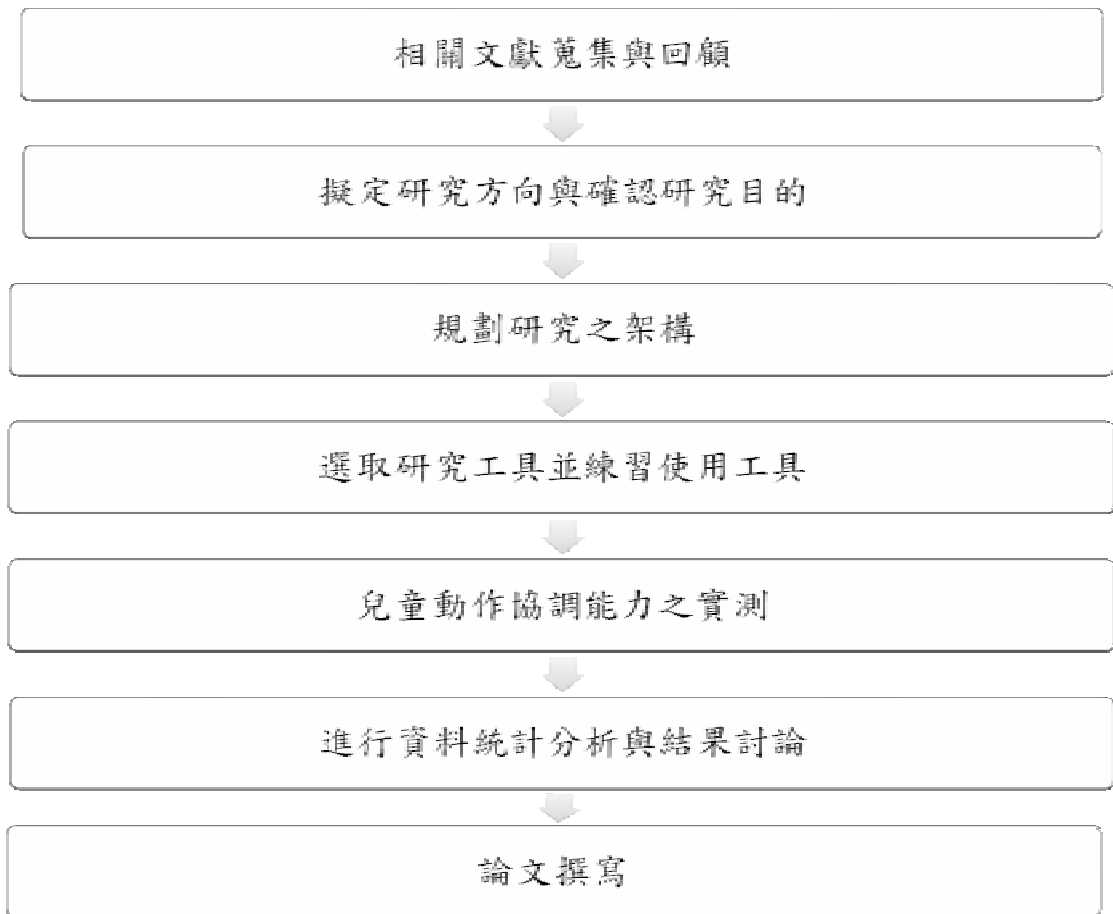 相關文獻蒐集與回顧
擬定研究方向與確認研究目的
規劃研究之架構
選取研究工具並練習使用工具
兒童動作協調能力之實測
進行資料統計分析與結果討論
論文撰寫